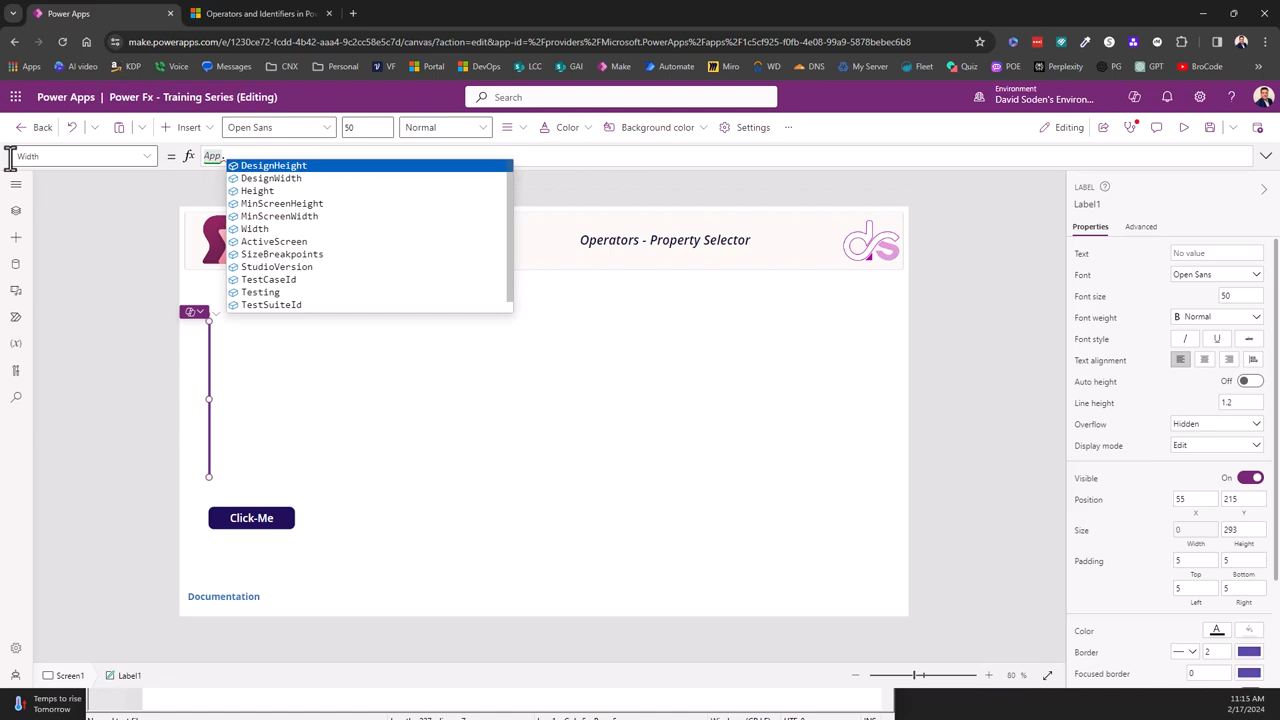 Power Apps
Operators and Identifiers in Power
make.powerapps.com/e/1230ce72-fcdd-4b42-aaa4-9c2cc58e5c7d/canvas/?action=edit&app-id=%2Fproviders%2FMicrosoft.PowerApps%2Fapps%2F1c5cf925-f0fb-4e08-99a9-5878bebec6b8
Apps
AI video
KDP
Voice
Messages
CNX
Personal
VF
Portal
DevOps
LCC
GAI
Make
Automate
Miro
WD
DNA
My Server
Fleet
Quiz
POE
Perplexity
PG
GPT
BroCode
Power Apps | Power Fx - Training Series (Editing)
Search
Environment
David Soden's Environ...
Back
Insert
Open Sans
50
Normal
Color
Background color
Settings
Editing
Width
= fx App.
DesignHeight
DesignWidth
Height
MinScreenHeight
MinScreenWidth
Width
ActiveScreen
SizeBreakpoints
StudioVersion
TestCaseId
Testing
TestSuiteId
Operators - Property Selector
ds
Click-Me
Documentation
LABEL
Label1
Properties
Advanced
Text
No value
Font
Open Sans
Font size
50
Font weight
B Normal
Font style
/ U abc
Text alignment
Auto height
Off
Line height
1.2
Overflow
Hidden
Display mode
Edit
Visible
On
Position
55 215
X Y
Size
0 293
Width Height
Padding
5 5
Top Bottom
5 5
Left Right
Color
A
Border
2
Focused border
0
Screen1
Label1
80 %
Temps to rise
Tomorrow
11:15 AM
2/17/2024